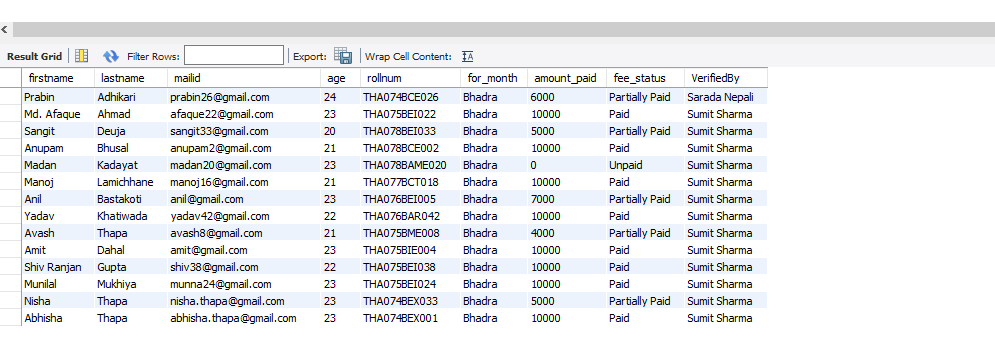 Result Grid Filter Rows: Export: Wrap Cell Content:
firstname lastname mailid age rollnum for_month amount_paid fee_status VerifiedBy
Prabin Adhikari prabin26@gmail.com 24 THA074BCE026 Bhadra 6000 Partially Paid Sarada Nepali
Md. Afaque Ahmad afaque22@gmail.com 23 THA075BEI022 Bhadra 10000 Paid Sumit Sharma
Sangit Deuja sangit33@gmail.com 20 THA078BEI033 Bhadra 5000 Partially Paid Sumit Sharma
Anupam Bhusal anupam2@gmail.com 21 THA078BCE002 Bhadra 10000 Paid Sumit Sharma
Madan Kadayat madan20@gmail.com 23 THA078BAME020 Bhadra 0 Unpaid Sumit Sharma
Manoj Lamichhane manoj16@gmail.com 21 THA077BCT018 Bhadra 10000 Paid Sumit Sharma
Anil Bastakoti anil@gmail.com 23 THA076BEI005 Bhadra 7000 Partially Paid Sumit Sharma
Yadav Khatiwada yadav42@gmail.com 22 THA076BAR042 Bhadra 10000 Paid Sumit Sharma
Avash Thapa avash8@gmail.com 21 THA075BME008 Bhadra 4000 Partially Paid Sumit Sharma
Amit Dahal amit@gmail.com 23 THA075BIE004 Bhadra 10000 Paid Sumit Sharma
Shiv Ranjan Gupta shiv38@gmail.com 22 THA075BEI038 Bhadra 10000 Paid Sumit Sharma
Munilal Mukhiya munna24@gmail.com 23 THA075BEI024 Bhadra 10000 Paid Sumit Sharma
Nisha Thapa nisha.thapa@gmail.com 23 THA074BEX033 Bhadra 5000 Partially Paid Sumit Sharma
Abhisha Thapa abhisha.thapa@gmail.com 23 THA074BEX001 Bhadra 10000 Paid Sumit Sharma